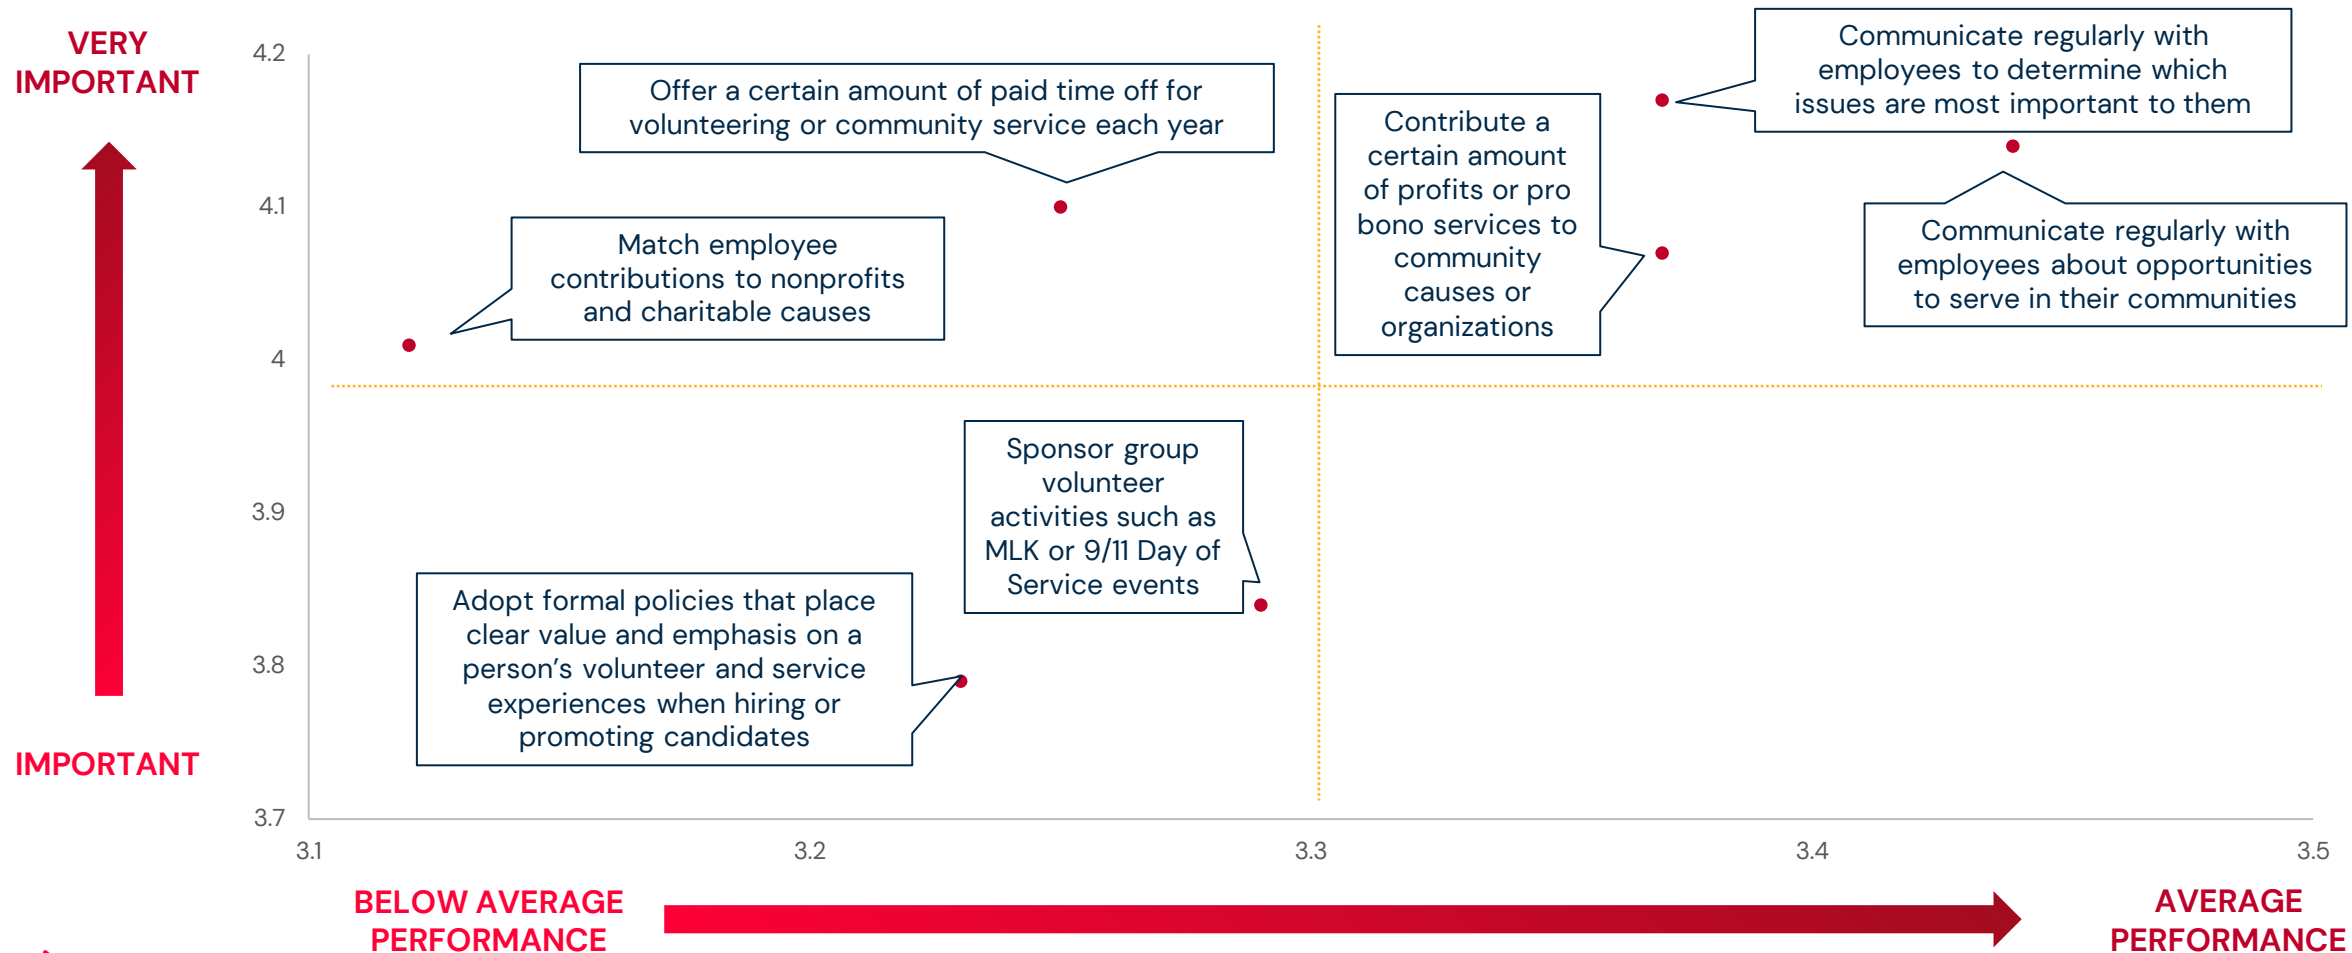 VERY
IMPORTANT
IMPORTANT
4.2
4.1
4
3.9
3.8
3.7
Offer a certain amount of paid time off for
volunteering or community service each year
Match employee
contributions to nonprofits
and charitable causes
Contribute a
certain amount
of profits or pro
bono services to
community
causes or
organizations
Communicate regularly with
employees to determine which
issues are most important to them
Communicate regularly with
employees about opportunities
to serve in their communities
Sponsor group
volunteer
activities such as
MLK or 9/11 Day of
Service events
Adopt formal policies that place
clear value and emphasis on a
person’s volunteer and service
experiences when hiring or
promoting candidates
3.1
3.2
3.3
3.4
3.5
BELOW AVERAGE
PERFORMANCE
AVERAGE
PERFORMANCE